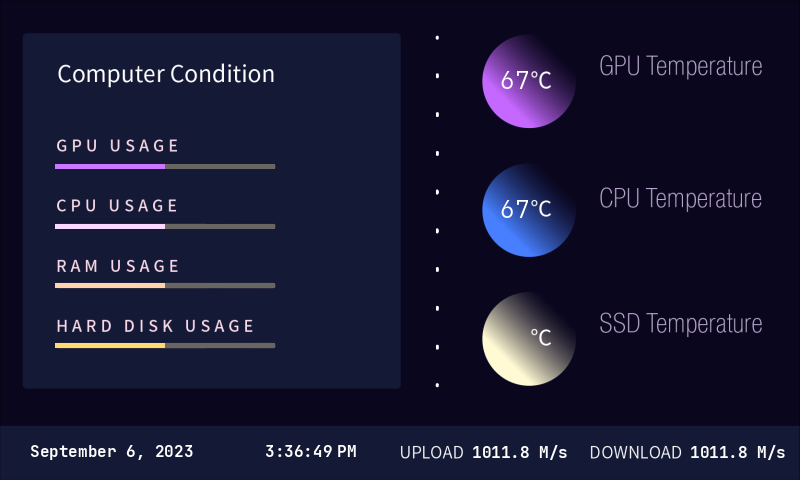 Computer Condition
GPU USAGE
CPU USAGE
RAM USAGE
HARD DISK USAGE
67°C GPU Temperature
67°C CPU Temperature
°C SSD Temperature
September 6, 2023 3:36:49 PM UPLOAD 1011.8 M/s DOWNLOAD 1011.8 M/s